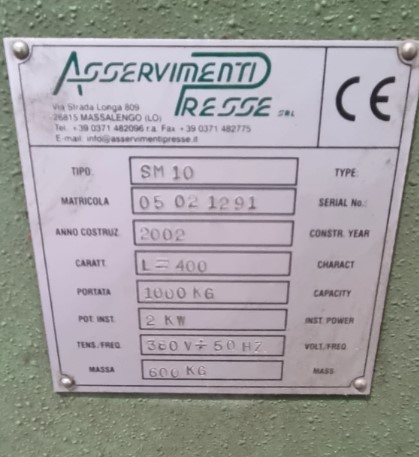 ASSERVIMENTI
PRESSE SRL
Via Strada Longa 809
26815 MASSALENGO (LO)
Tel. +39 0371 482096 r.a. Fax +39 0371 482775
E-mail: info@asservimentipresse.it
CE
TIPO: SM 10 TYPE:
MATRICOLA 05 02 1291 SERIAL No.:
ANNO COSTRUZ. 2002 CONSTR. YEAR
CARATT. L = 400 CHARACT
PORTATA 1000 KG CAPACITY
POT. INST. 2 KW INST. POWER
TENS./FREQ. 380 V ÷ 50 HZ. VOLT./FREQ.
MASSA 600 KG MASS